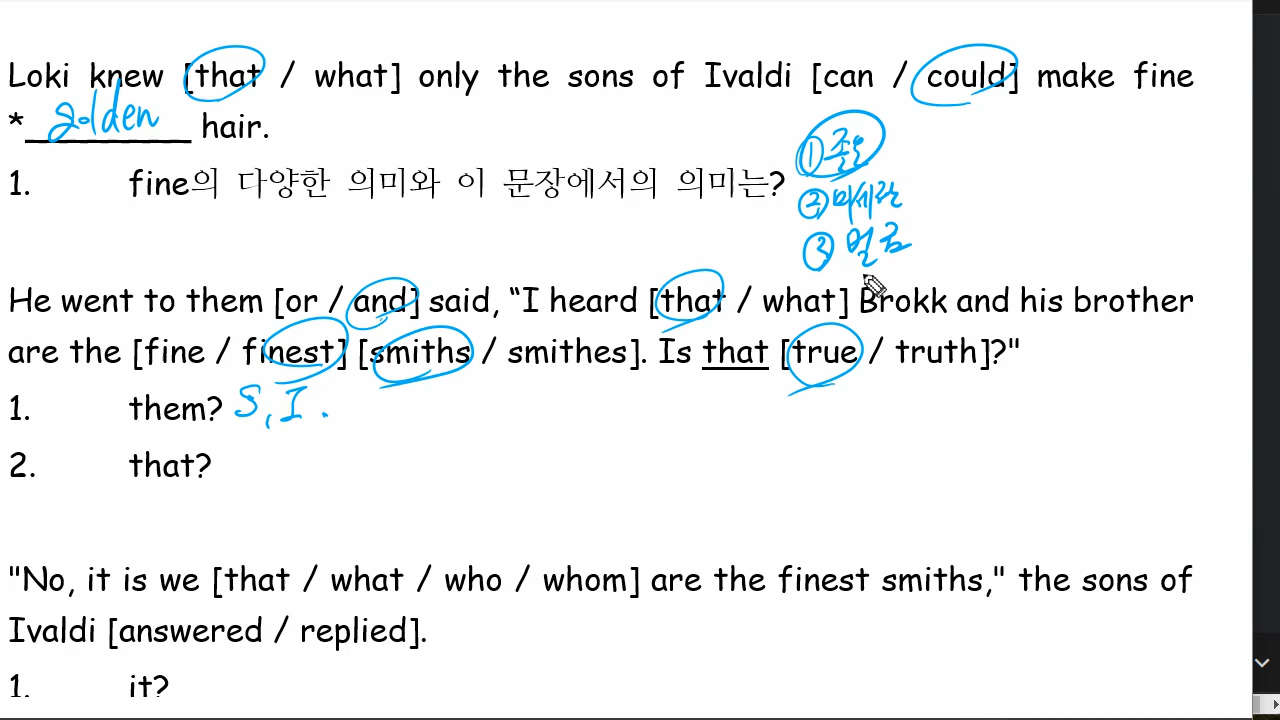 Loki knew [that / what] only the sons of Ivaldi [can / could] make fine
*golden hair.
1. fine의 다양한 의미와 이 문장에서의 의미는?
① 좋은
② 미세한
③ 벌금
He went to them [or / and] said, “I heard [that / what] Brokk and his brother
are the [fine / finest] [smiths / smithes]. Is that [true / truth]?"
1. them? S, I.
2. that?
"No, it is we [that / what / who / whom] are the finest smiths," the sons of
Ivaldi [answered / replied].
1. it?